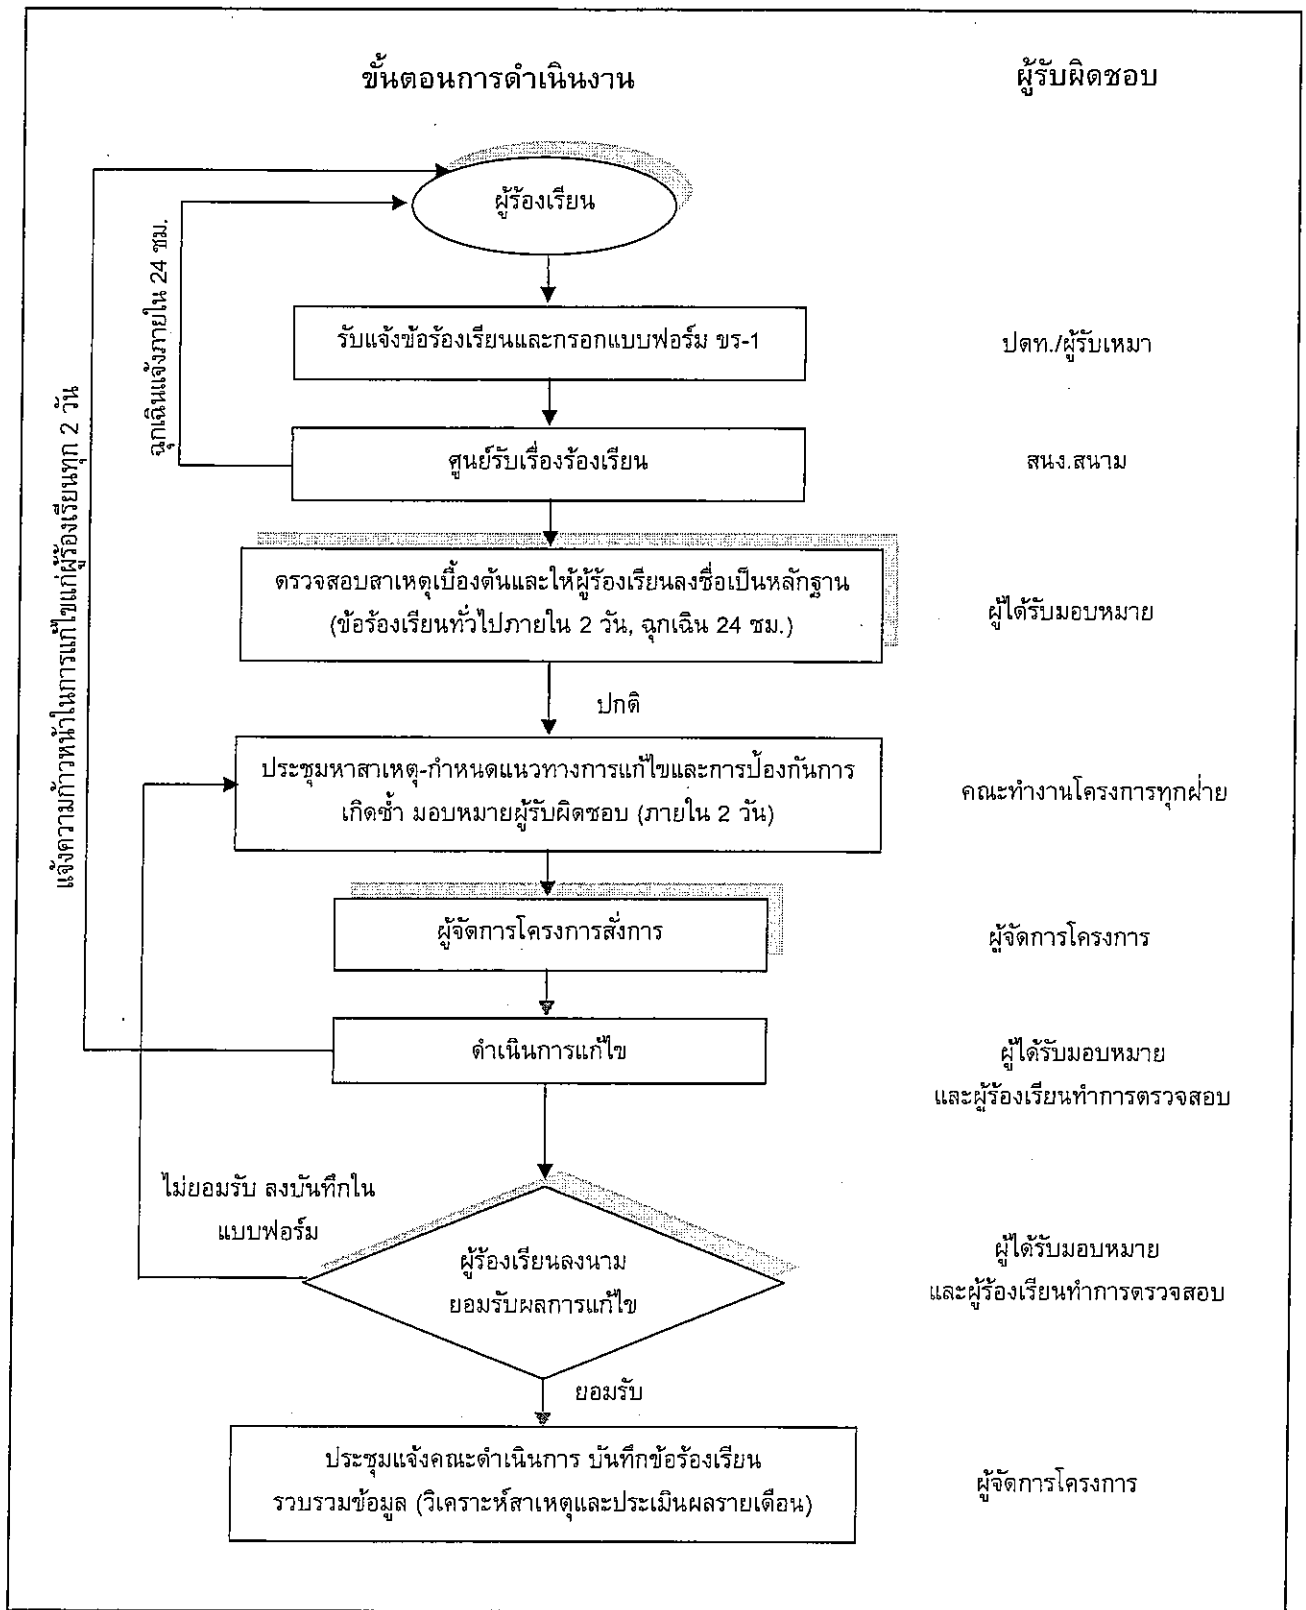 ขั้นตอนการดำเนินงาน
ผู้รับผิดชอบ
ผู้ร้องเรียน
ฉุกเฉินแจ้งภายใน 24 ชม.
แจ้งความก้าวหน้าในการแก้ไขแก่ผู้ร้องเรียนทุก 2 วัน
รับแจ้งข้อร้องเรียนและกรอกแบบฟอร์ม ขร-1
ปตท./ผู้รับเหมา
ศูนย์รับเรื่องร้องเรียน
สนง.สนาม
ตรวจสอบสาเหตุเบื้องต้นและให้ผู้ร้องเรียนลงชื่อเป็นหลักฐาน
(ข้อร้องเรียนทั่วไปภายใน 2 วัน, ฉุกเฉิน 24 ชม.)
ผู้ได้รับมอบหมาย
ปกติ
ประชุมหาสาเหตุ-กำหนดแนวทางการแก้ไขและการป้องกันการ
เกิดซ้ำ มอบหมายผู้รับผิดชอบ (ภายใน 2 วัน)
คณะทำงานโครงการทุกฝ่าย
ผู้จัดการโครงการสั่งการ
ผู้จัดการโครงการ
ดำเนินการแก้ไข
ผู้ได้รับมอบหมาย
และผู้ร้องเรียนทำการตรวจสอบ
ไม่ยอมรับ ลงบันทึกใน
แบบฟอร์ม
ผู้ร้องเรียนลงนาม
ยอมรับผลการแก้ไข
ผู้ได้รับมอบหมาย
และผู้ร้องเรียนทำการตรวจสอบ
ยอมรับ
ประชุมแจ้งคณะดำเนินการ บันทึกข้อร้องเรียน
รวบรวมข้อมูล (วิเคราะห์สาเหตุและประเมินผลรายเดือน)
ผู้จัดการโครงการ